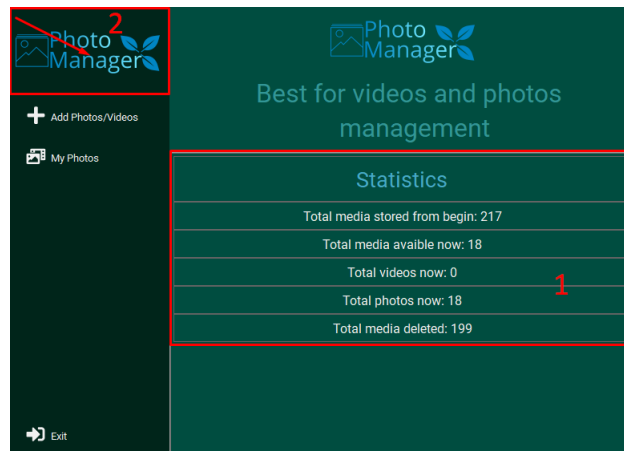 2
Photo
Manager
Add Photos/Videos
My Photos
Exit
Photo
Manager
Best for videos and photos
management
Statistics
Total media stored from begin: 217
Total media avaible now: 18
Total videos now: 0
Total photos now: 18
Total media deleted: 199
1